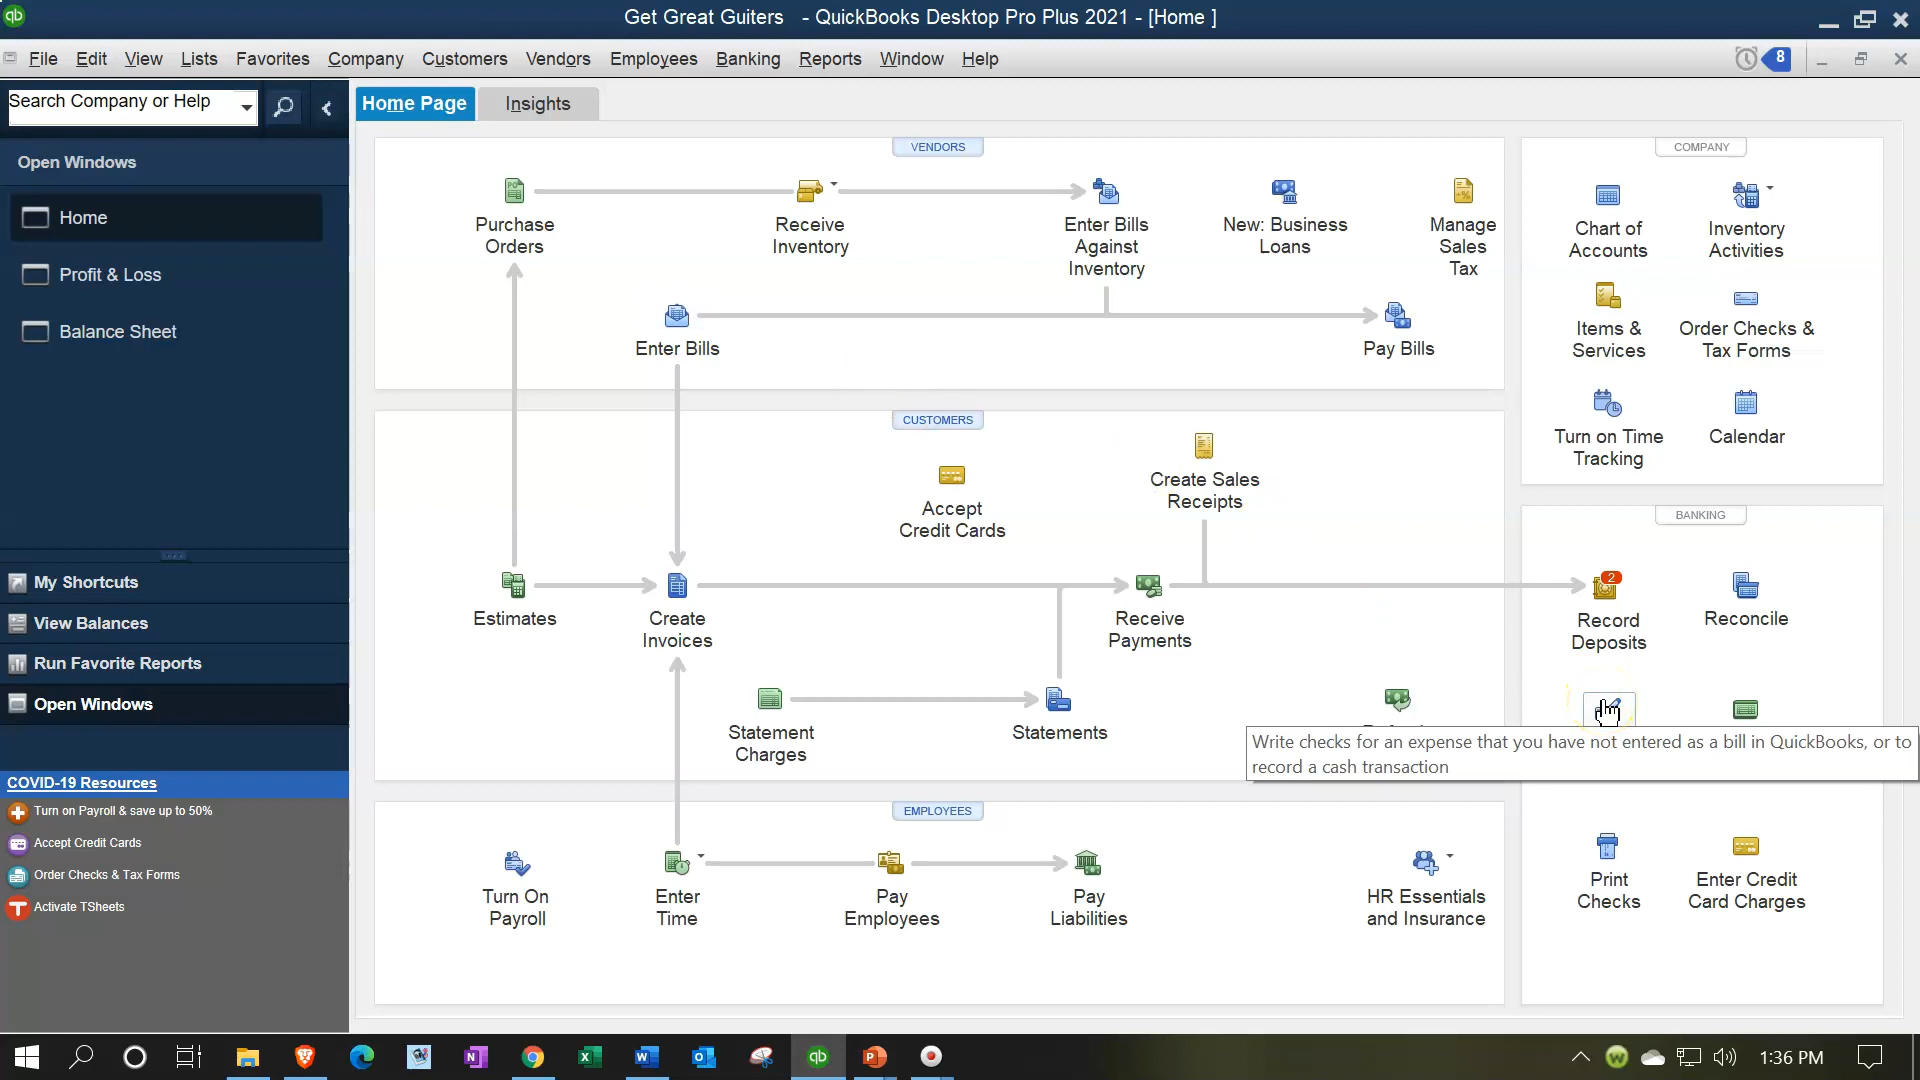 qb
Get Great Guiters - QuickBooks Desktop Pro Plus 2021 - [Home ]
File Edit View Lists Favorites Company Customers Vendors Employees Banking Reports Window Help
8
Search Company or Help
Home Page
Insights
Open Windows
Home
Profit & Loss
Balance Sheet
My Shortcuts
View Balances
Run Favorite Reports
Open Windows
COVID-19 Resources
Turn on Payroll & save up to 50%
Accept Credit Cards
Order Checks & Tax Forms
Activate TSheets
VENDORS
Purchase
Orders
Receive
Inventory
Enter Bills
Against
Inventory
New: Business
Loans
Manage
Sales
Tax
Enter Bills
Pay Bills
CUSTOMERS
Create Sales
Receipts
Accept
Credit Cards
Estimates
Create
Invoices
Receive
Payments
Statement
Charges
Statements
EMPLOYEES
Turn On
Payroll
Enter
Time
Pay
Employees
Pay
Liabilities
HR Essentials
and Insurance
COMPANY
Chart of
Accounts
Inventory
Activities
Items &
Services
Order Checks &
Tax Forms
Turn on Time
Tracking
Calendar
BANKING
2
Record
Deposits
Reconcile
Write checks for an expense that you have not entered as a bill in QuickBooks, or to
record a cash transaction
Print
Checks
Enter Credit
Card Charges
1:36 PM